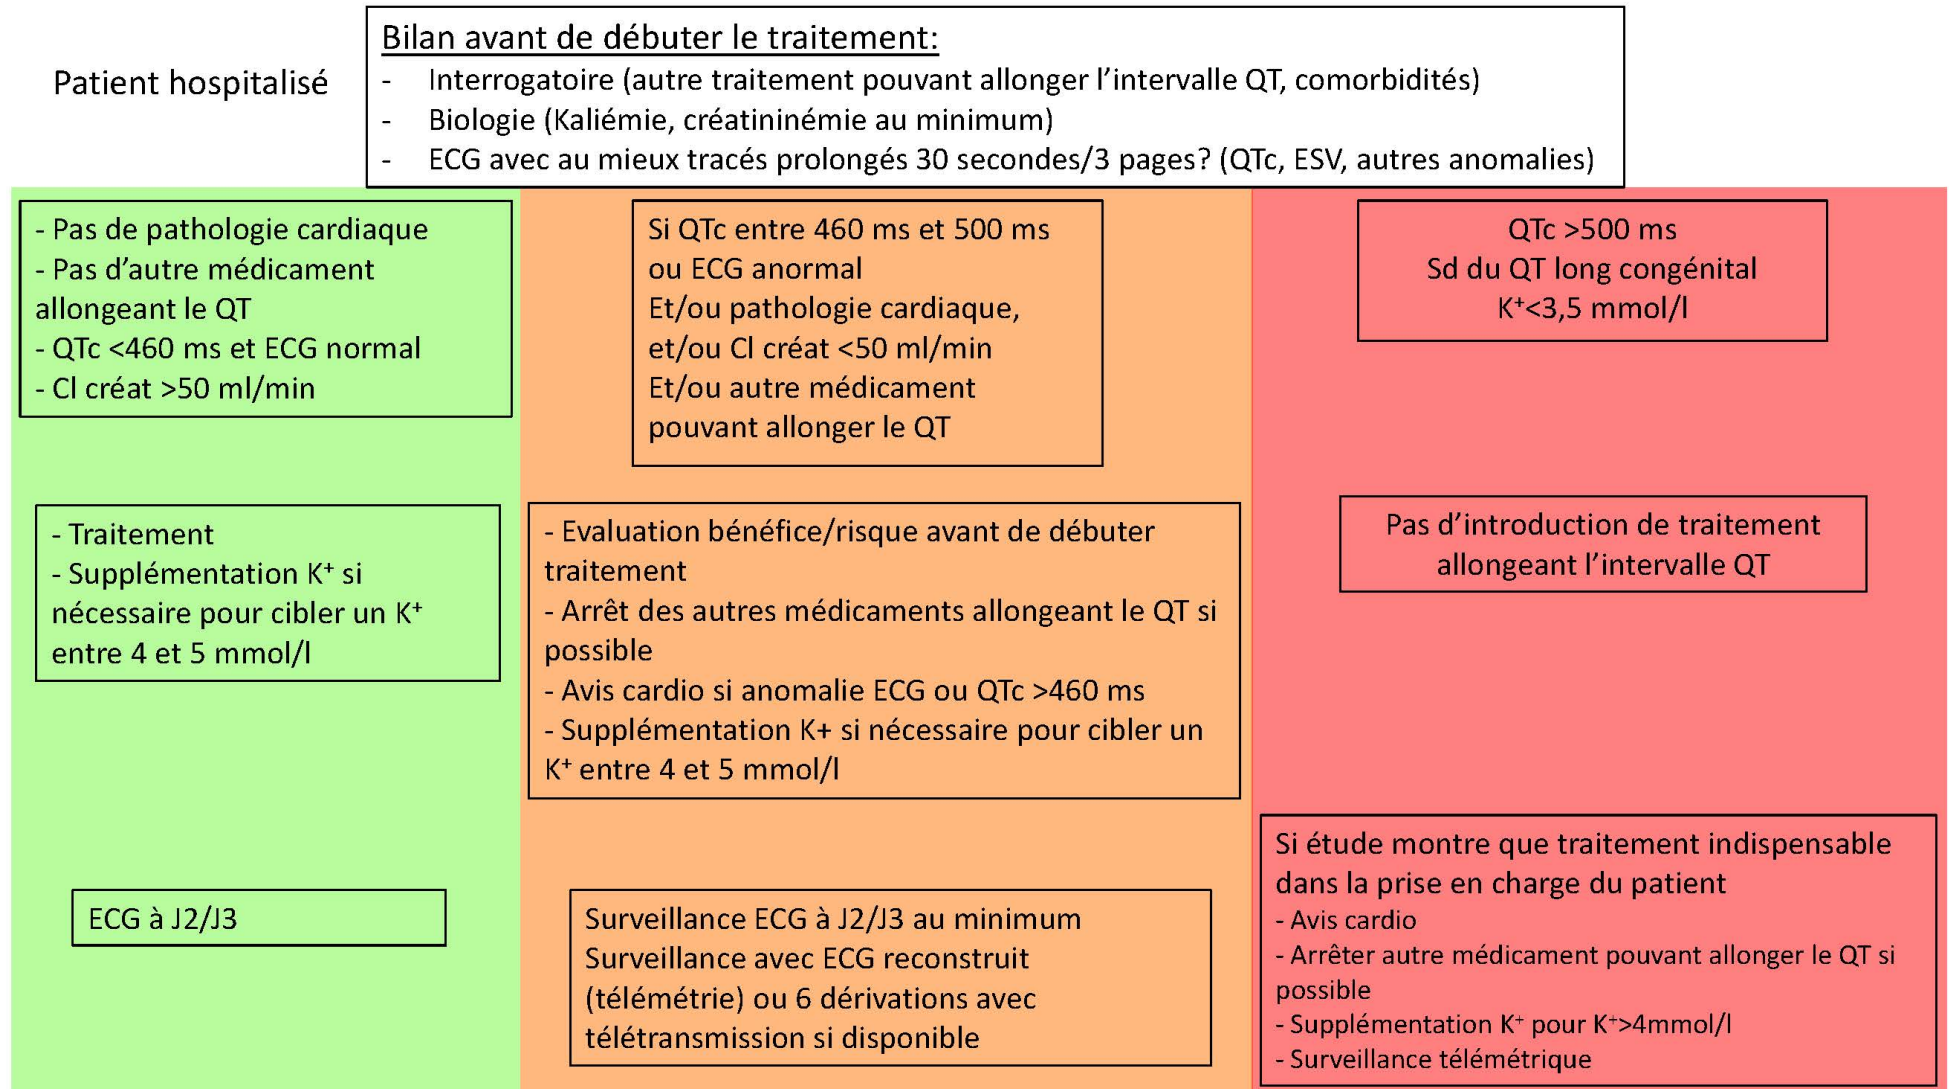 Patient hospitalisé
Bilan avant de débuter le traitement:
- Interrogatoire (autre traitement pouvant allonger l'intervalle QT, comorbidités)
- Biologie (Kaliémie, créatininémie au minimum)
- ECG avec au mieux tracés prolongés 30 secondes/3 pages? (QTc, ESV, autres anomalies)
- Pas de pathologie cardiaque
- Pas d'autre médicament
allongeant le QT
- QTc <460 ms et ECG normal
- Cl créat >50 ml/min
- Traitement
- Supplémentation K⁺ si
nécessaire pour cibler un K⁺
entre 4 et 5 mmol/l
ECG à J2/J3
Si QTc entre 460 ms et 500 ms
ou ECG anormal
Et/ou pathologie cardiaque,
et/ou Cl créat <50 ml/min
Et/ou autre médicament
pouvant allonger le QT
- Evaluation bénéfice/risque avant de débuter
traitement
- Arrêt des autres médicaments allongeant le QT si
possible
- Avis cardio si anomalie ECG ou QTc >460 ms
- Supplémentation K+ si nécessaire pour cibler un
K⁺ entre 4 et 5 mmol/l
Surveillance ECG à J2/J3 au minimum
Surveillance avec ECG reconstruit
(télémétrie) ou 6 dérivations avec
télétransmission si disponible
QTc >500 ms
Sd du QT long congénital
K⁺<3,5 mmol/l
Pas d'introduction de traitement
allongeant l'intervalle QT
Si étude montre que traitement indispensable
dans la prise en charge du patient
- Avis cardio
- Arrêter autre médicament pouvant allonger le QT si
possible
- Supplémentation K⁺ pour K⁺>4mmol/l
- Surveillance télémétrique